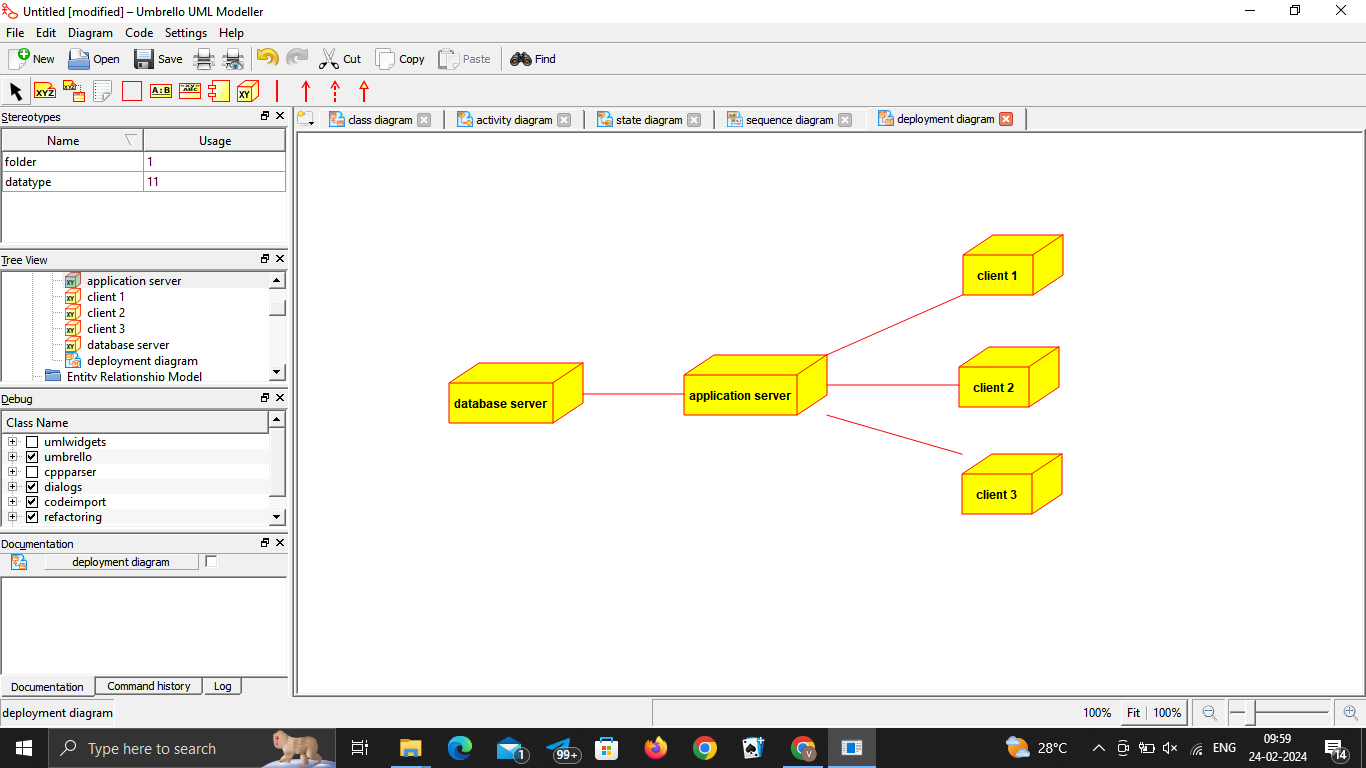 Untitled [modified] – Umbrello UML Modeller
File Edit Diagram Code Settings Help
New Open Save Cut Copy Paste Find
XYZ XYZ A:B ABC XY
Stereotypes
class diagram activity diagram state diagram sequence diagram deployment diagram
Name Usage
folder 1
datatype 11
Tree View
application server
client 1
client 2
client 3
database server
deployment diagram
Entity Relationship Model
Debug
Class Name
umlwidgets
umbrello
cppparser
dialogs
codeimport
refactoring
Documentation
deployment diagram
Documentation Command history Log
client 1
client 2
database server application server
client 3
deployment diagram 100% Fit 100%
Type here to search 1 99+ V 28°C ENG 09:59
24-02-2024 14